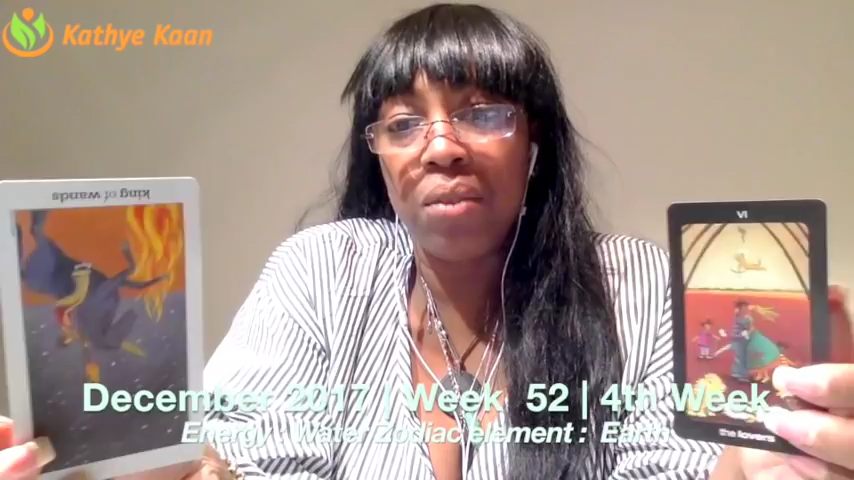 Kathye Kaan
king of wands
VI
December 2017 | Week 52 | 4th Week
Energy : Water Zodiac element : Earth
the lovers